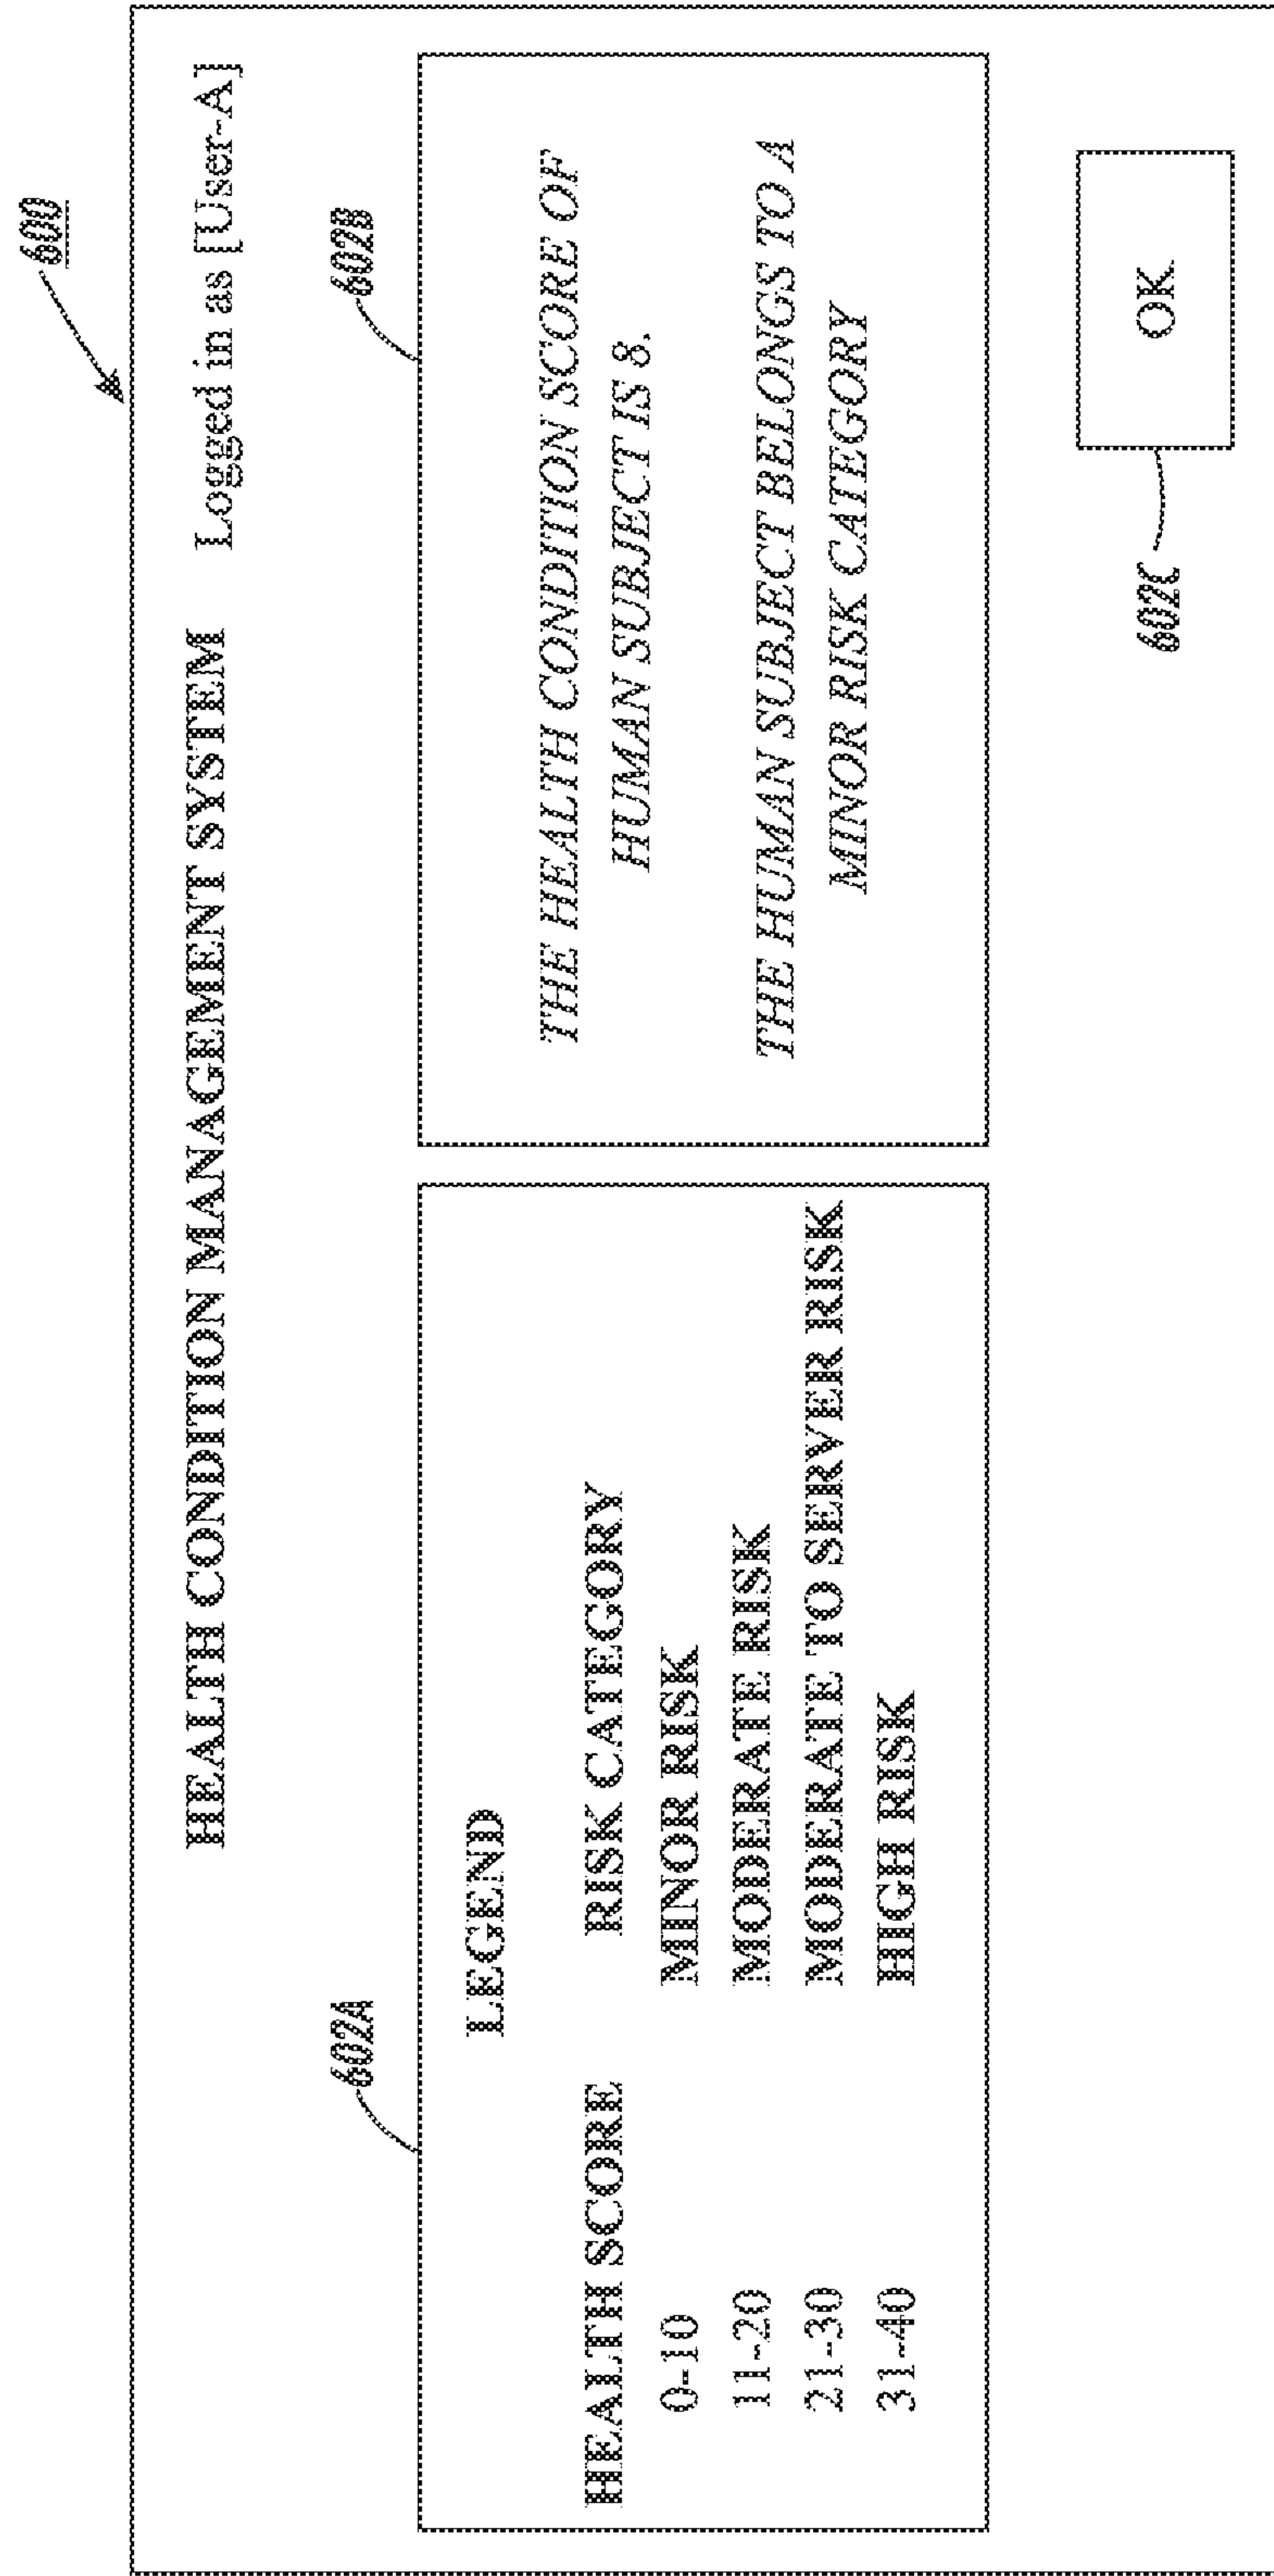 600
HEALTH CONDITION MANAGEMENT SYSTEM
Logged in as [User-A]
602A
LEGEND
HEALTH SCORE RISK CATEGORY
0-10 MINOR RISK
11-20 MODERATE RISK
21-30 MODERATE TO SERVER RISK
31-40 HIGH RISK
602B
THE HEALTH CONDITION SCORE OF
HUMAN SUBJECT IS 8.
THE HUMAN SUBJECT BELONGS TO A
MINOR RISK CATEGORY
602C
OK